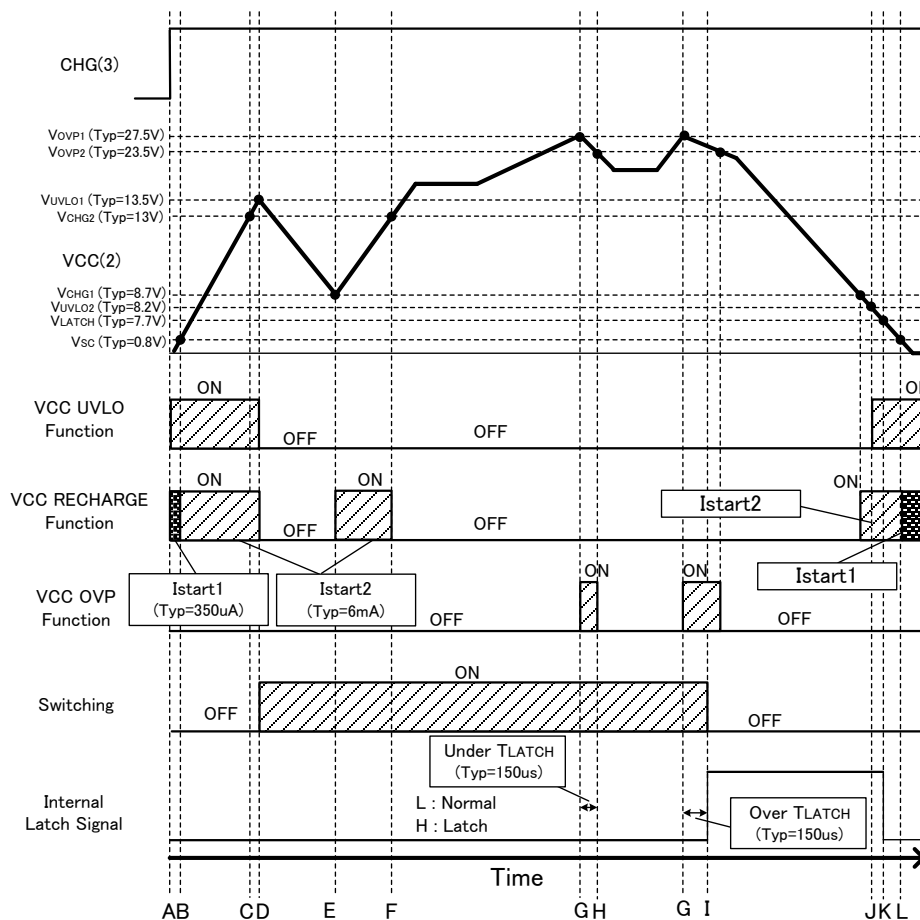 CHG(3)
VOVP1 (Typ=27.5V)
VOVP2 (Typ=23.5V)
VUVLO1 (Typ=13.5V)
VCHG2 (Typ=13V)
VCC(2)
VCHG1 (Typ=8.7V)
VUVLO2 (Typ=8.2V)
VLATCH (Typ=7.7V)
VSC (Typ=0.8V)
VCC UVLO
Function
ON
OFF
OFF
O
VCC RECHARGE
Function
ON
OFF
ON
OFF
ON
Istart2
Istart1
(Typ=350uA)
Istart2
(Typ=6mA)
Istart1
VCC OVP
Function
OFF
ON
ON
OFF
Switching
OFF
ON
OFF
Under TLATCH
(Typ=150us)
Internal
Latch Signal
L : Normal
H : Latch
Over TLATCH
(Typ=150us)
Time
A B C D E F G H G I J K L